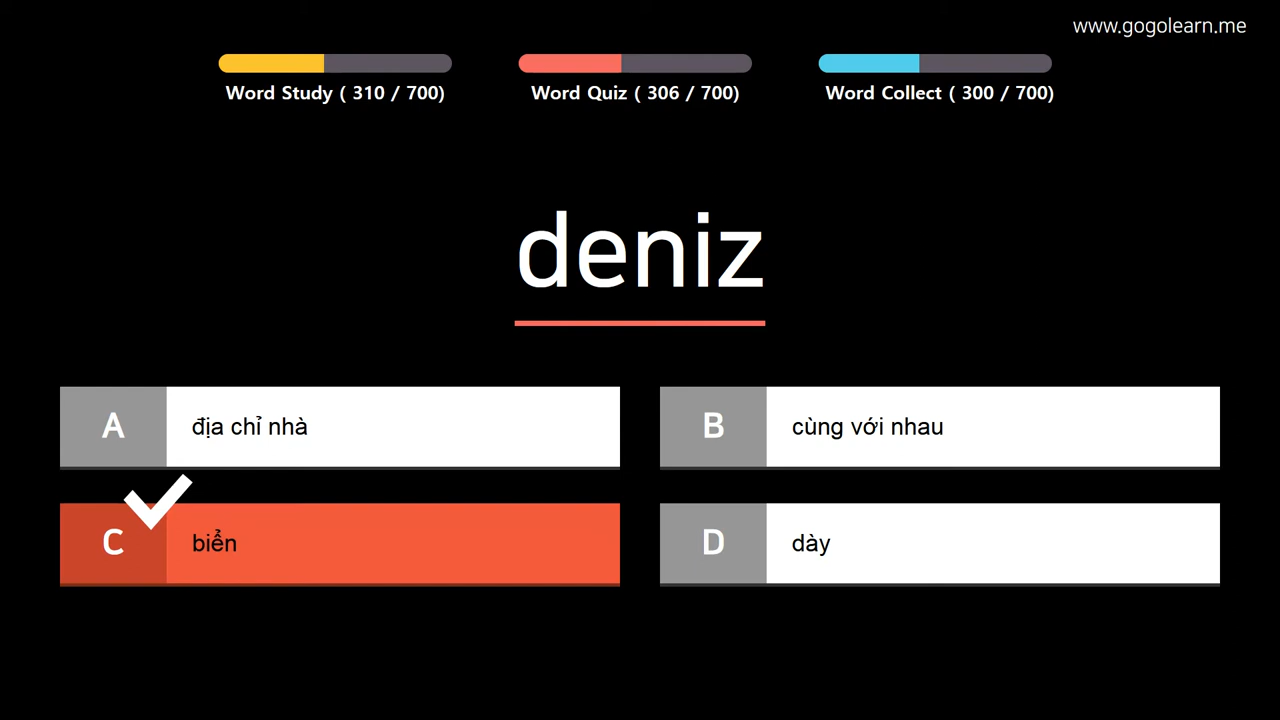 www.gogolearn.me
Word Study ( 310 / 700)
Word Quiz ( 306 / 700)
Word Collect ( 300 / 700)
deniz
A địa chỉ nhà
B cùng với nhau
C biển
D dày